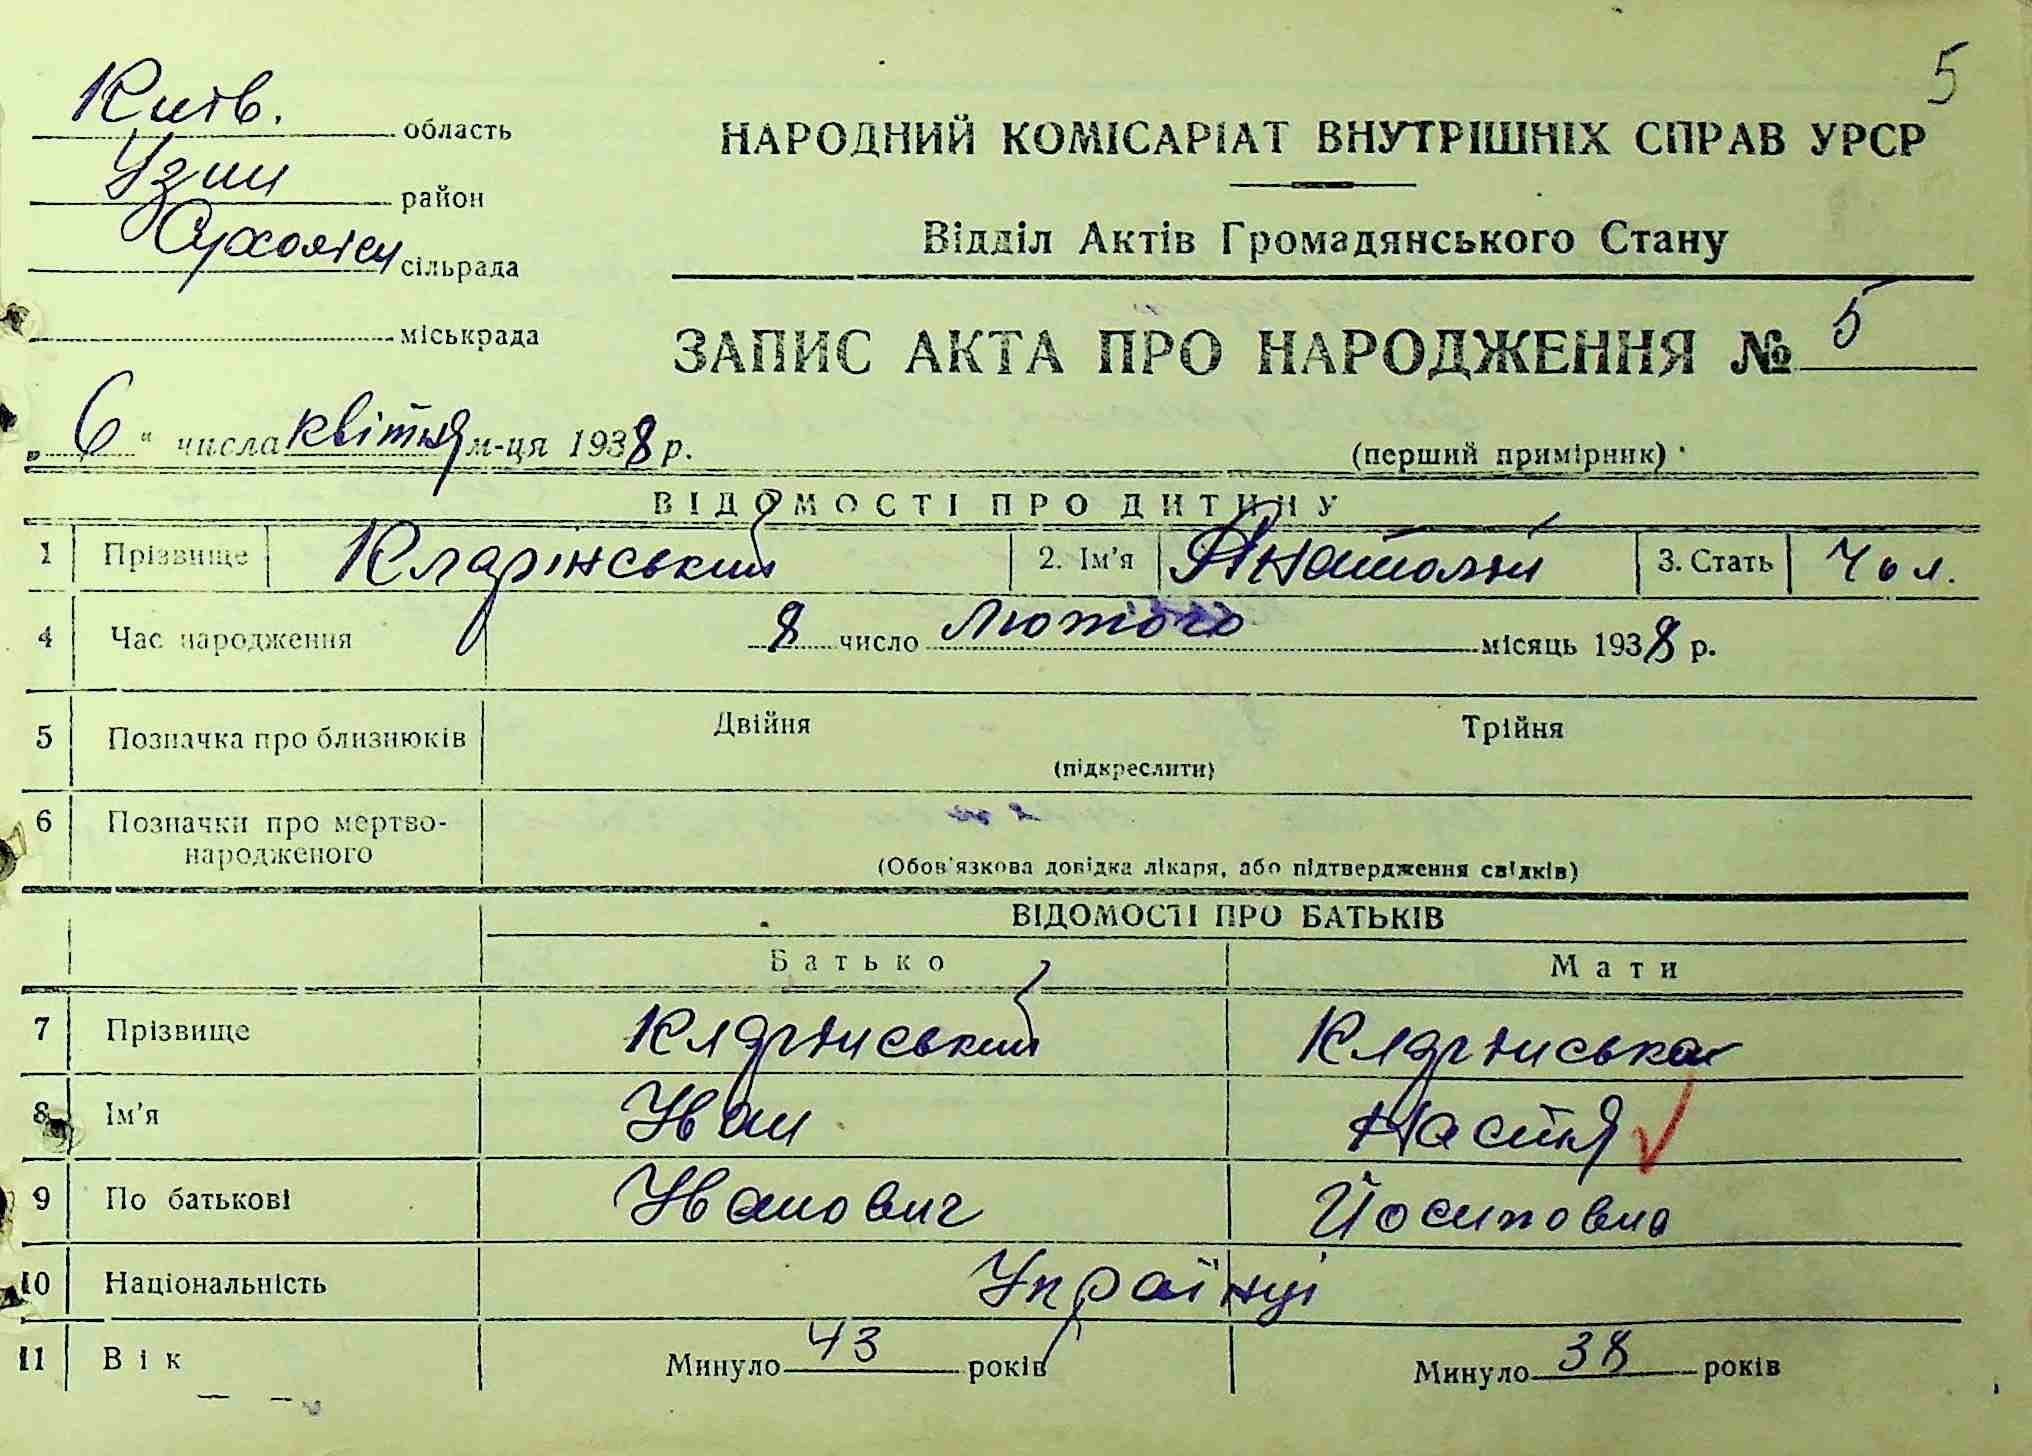 5
Київ. область
Узин район
Сухоліси сільрада
міськрада
НАРОДНИЙ КОМІСАРІАТ ВНУТРІШНІХ СПРАВ УРСР
Відділ Актів Громадянського Стану
ЗАПИС АКТА ПРО НАРОДЖЕННЯ № 5
„6“ числа квітня м-ця 1938 р.
(перший примірник)
ВІДОМОСТІ ПРО ДИТИНУ
1 Прізвище Клярінський 2. Ім'я Анатолій 3. Стать Чол.
4 Час народження 8 число Лютого місяць 1938 р.
5 Позначка про близнюків Двійня Трійня
(підкреслити)
6 Позначки про мертво-
народженого
(Обов'язкова довідка лікаря, або підтвердження свідків)
ВІДОМОСТІ ПРО БАТЬКІВ
Батько Мати
7 Прізвище Клярінський Клярінська
8 Ім'я Іван Настя
9 По батькові Іванович Йосиповна
10 Національність Українці
11 Вік Минуло 43 років Минуло 38 років